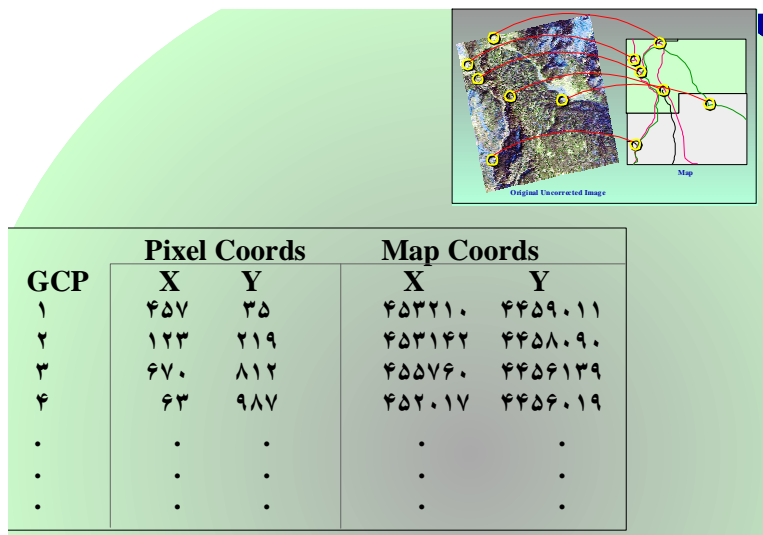 Map
Original Uncorrected Image
Pixel Coords Map Coords
GCP X Y X Y
۱ ۴۵۷ ۳۵ ۴۵۳۲۱۰ ۴۴۵۹۰۱۱
۲ ۱۲۳ ۲۱۹ ۴۵۳۱۴۲ ۴۴۵۸۰۹۰
۳ ۶۷۰ ۸۱۲ ۴۵۵۷۶۰ ۴۴۵۶۱۳۹
۴ ۶۳ ۹۸۷ ۴۵۲۰۱۷ ۴۴۵۶۰۱۹
. . . . .
. . . . .
. . . . .